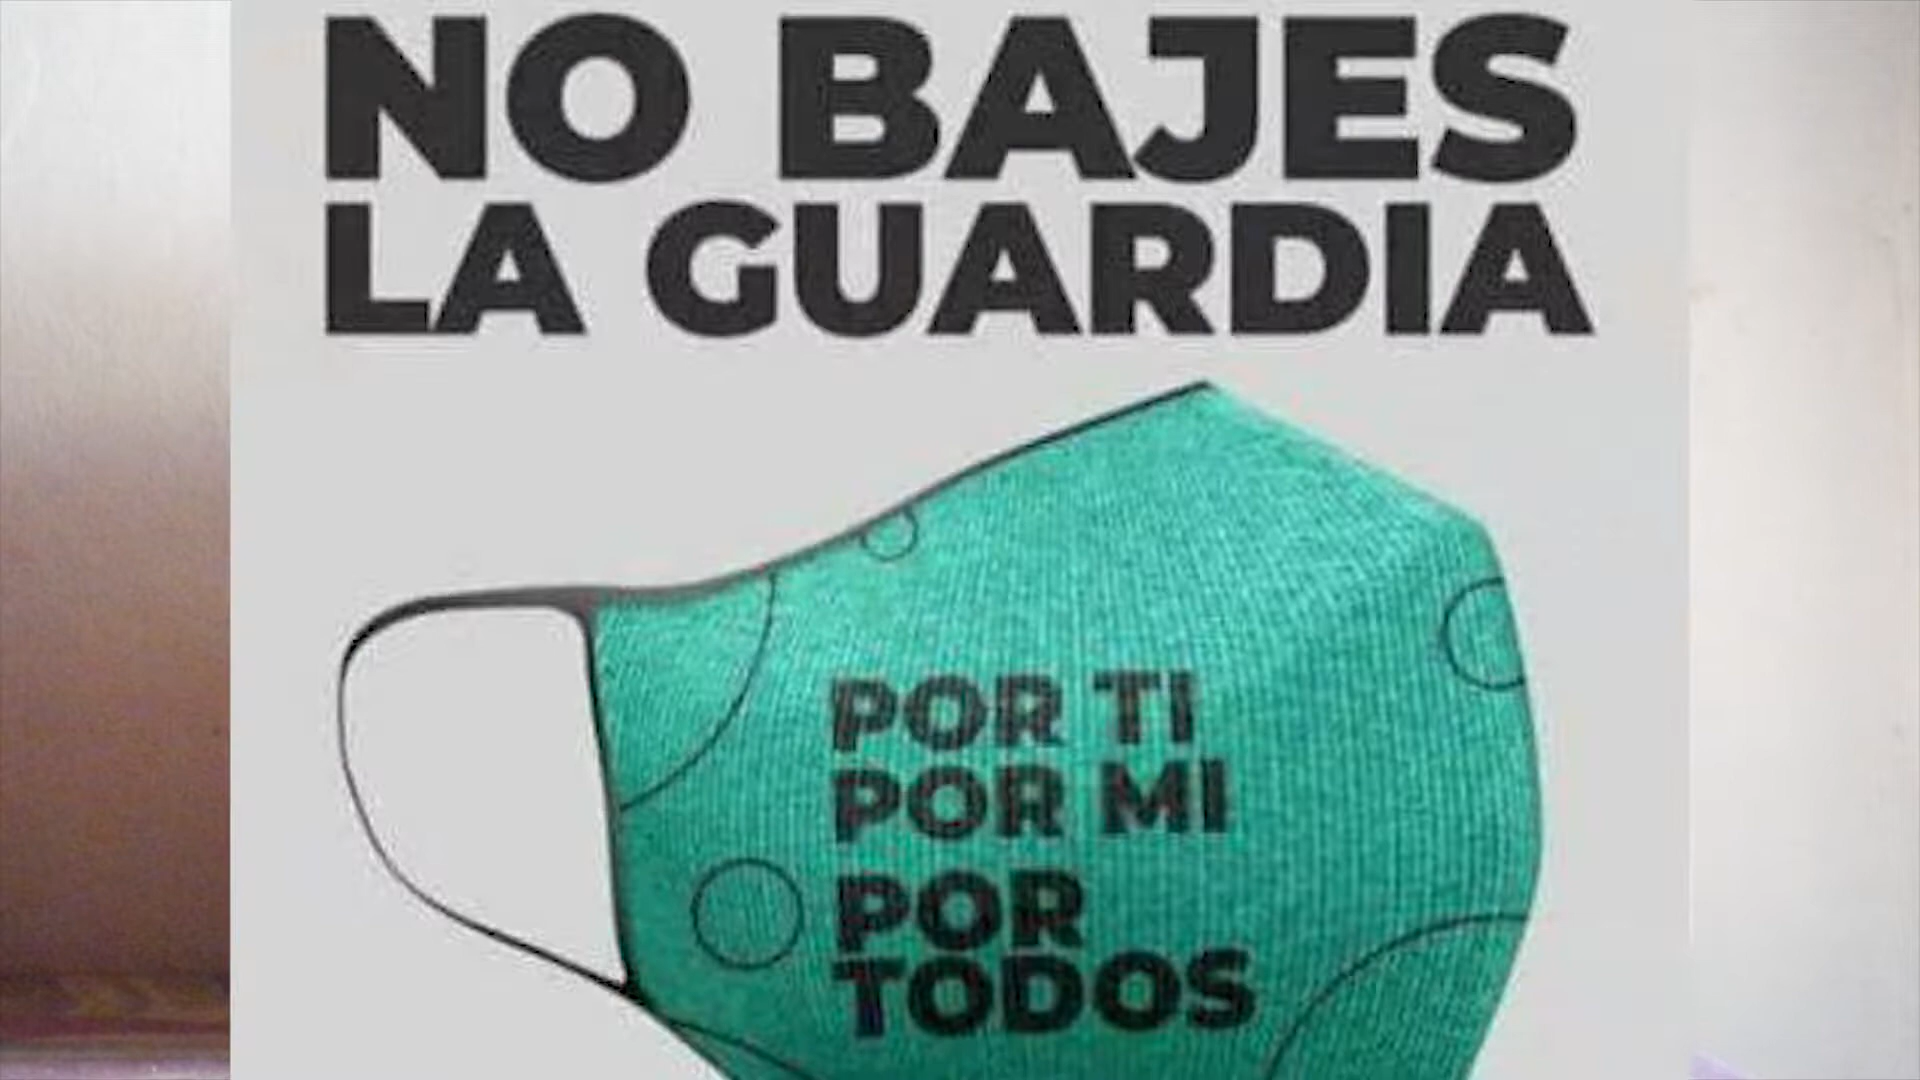 NO BAJES
LA GUARDIA
POR TI
POR MI
POR
TODOS